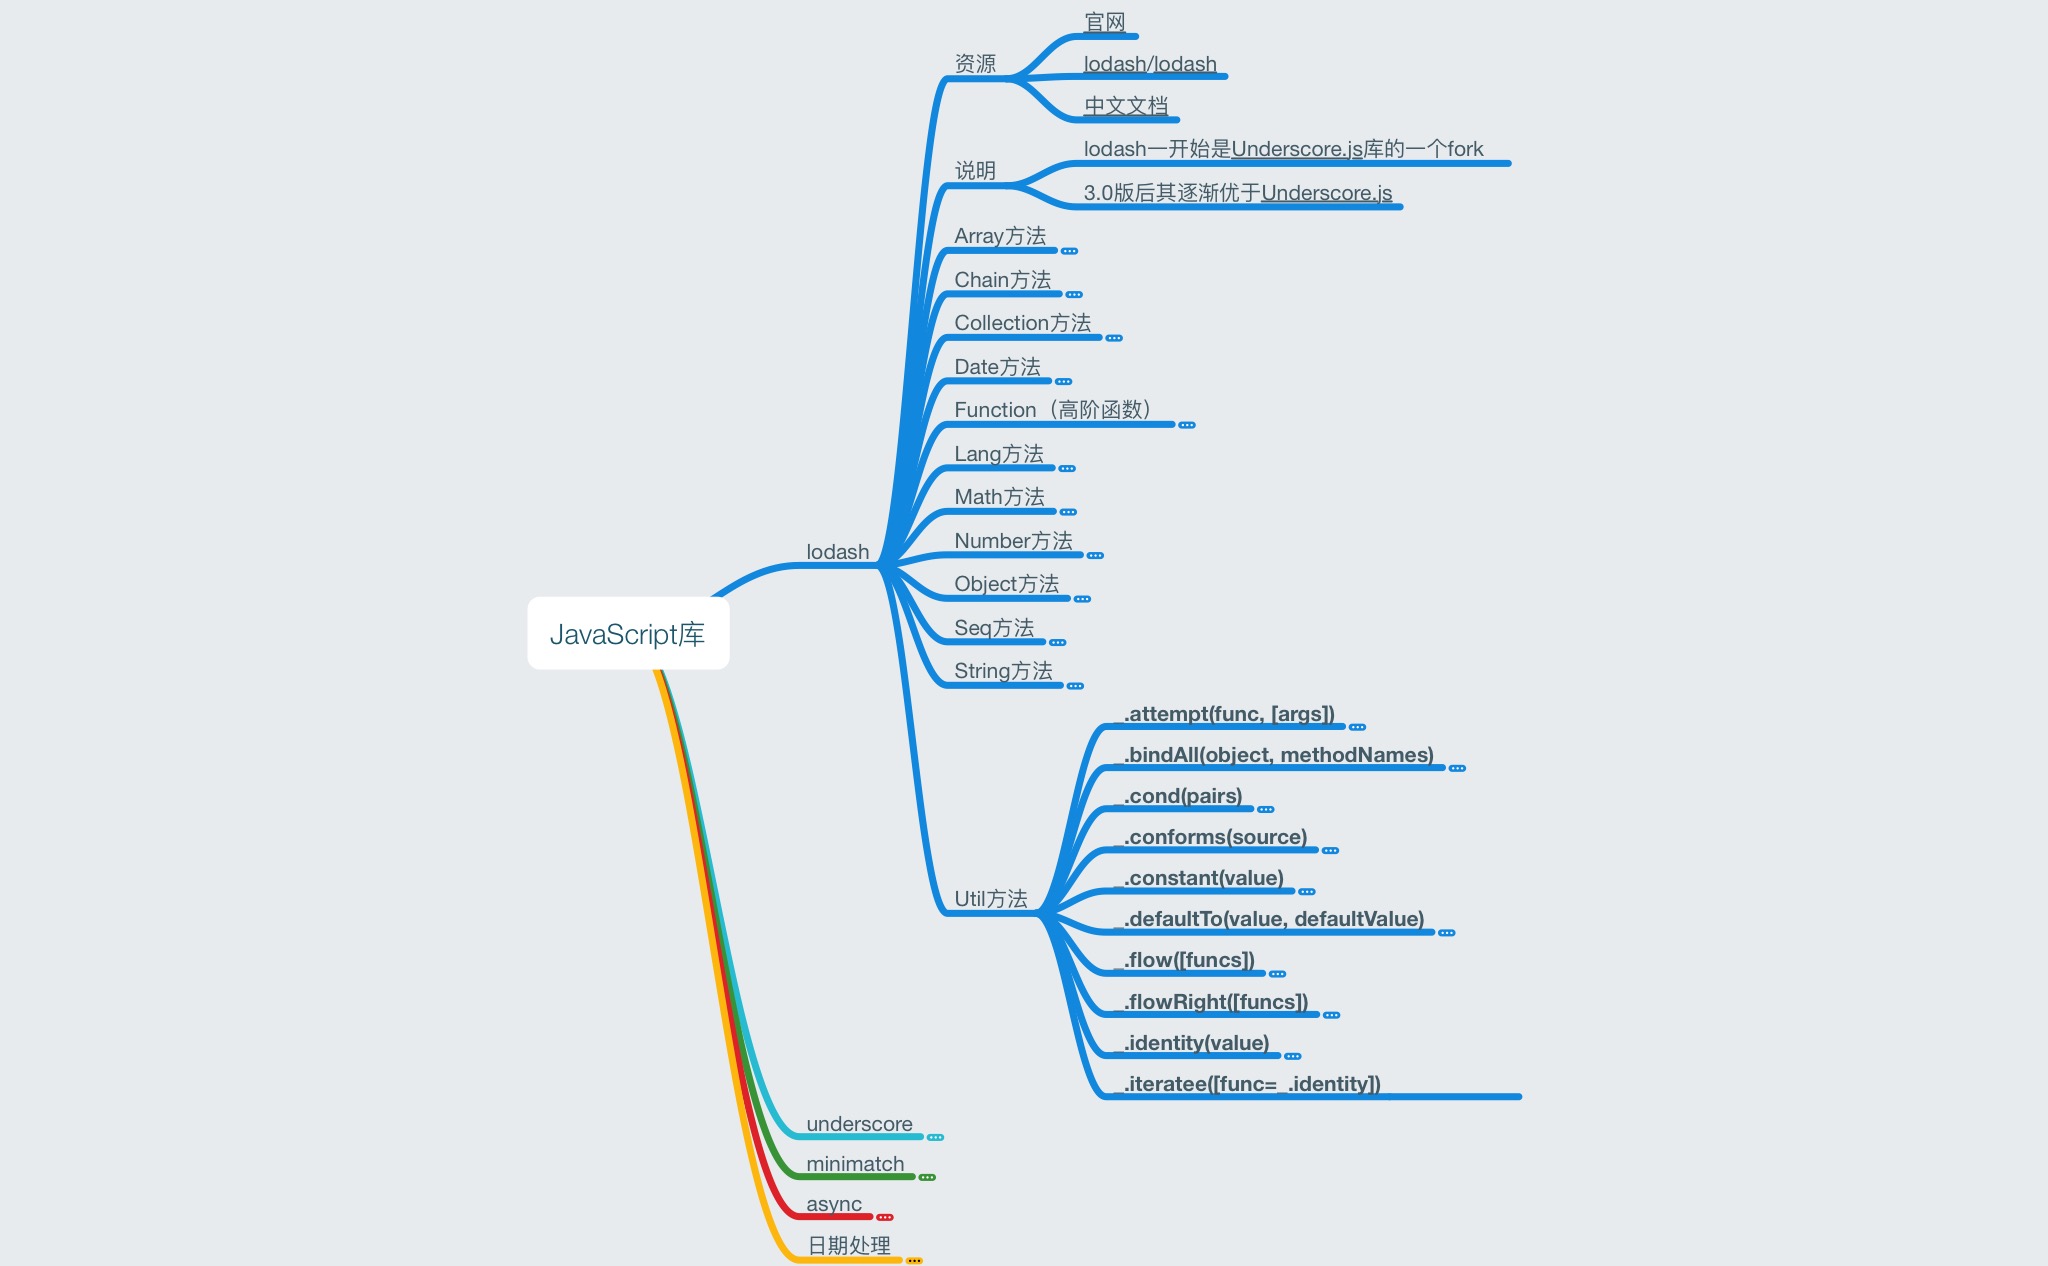 官网
资源
lodash/lodash
中文文档
lodash一开始是Underscore.js库的一个fork
说明
3.0版后其逐渐优于Underscore.js
Array方法
Chain方法
Collection方法
Date方法
Function（高阶函数）
Lang方法
Math方法
Number方法
lodash
Object方法
Seq方法
JavaScript库
String方法
_.attempt(func, [args])
_.bindAll(object, methodNames)
_.cond(pairs)
_.conforms(source)
_.constant(value)
Util方法
_.defaultTo(value, defaultValue)
_.flow([funcs])
_.flowRight([funcs])
_.identity(value)
_.iteratee([func=_.identity])
underscore
minimatch
async
日期处理